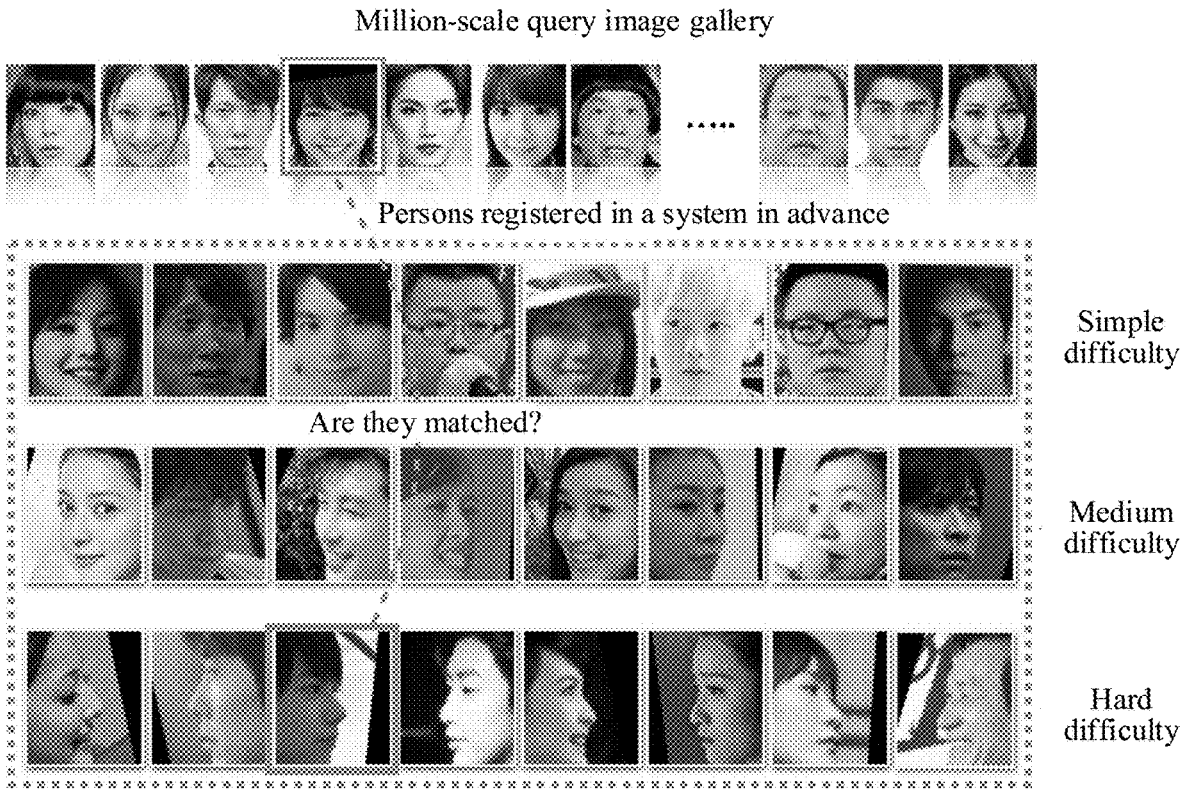 Million-scale query image gallery
.....
Persons registered in a system in advance
Simple
difficulty
Are they matched?
Medium
difficulty
Hard
difficulty